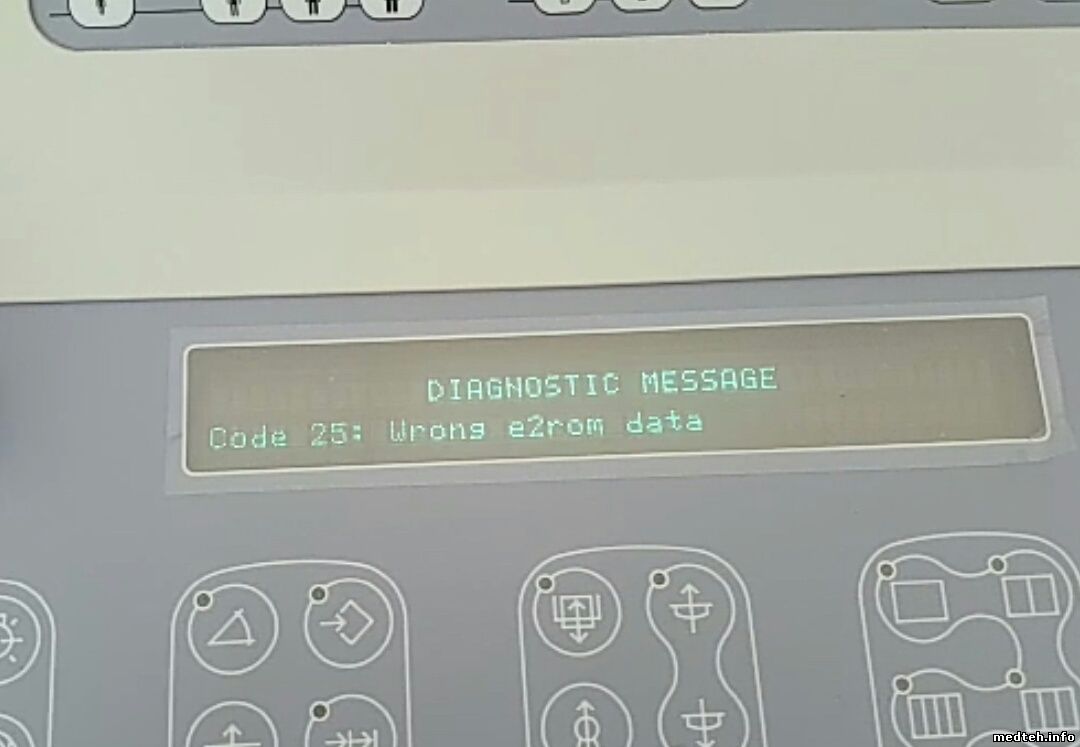 DIAGNOSTIC MESSAGE
Code 25: Wrong e2rom data
medteh.info